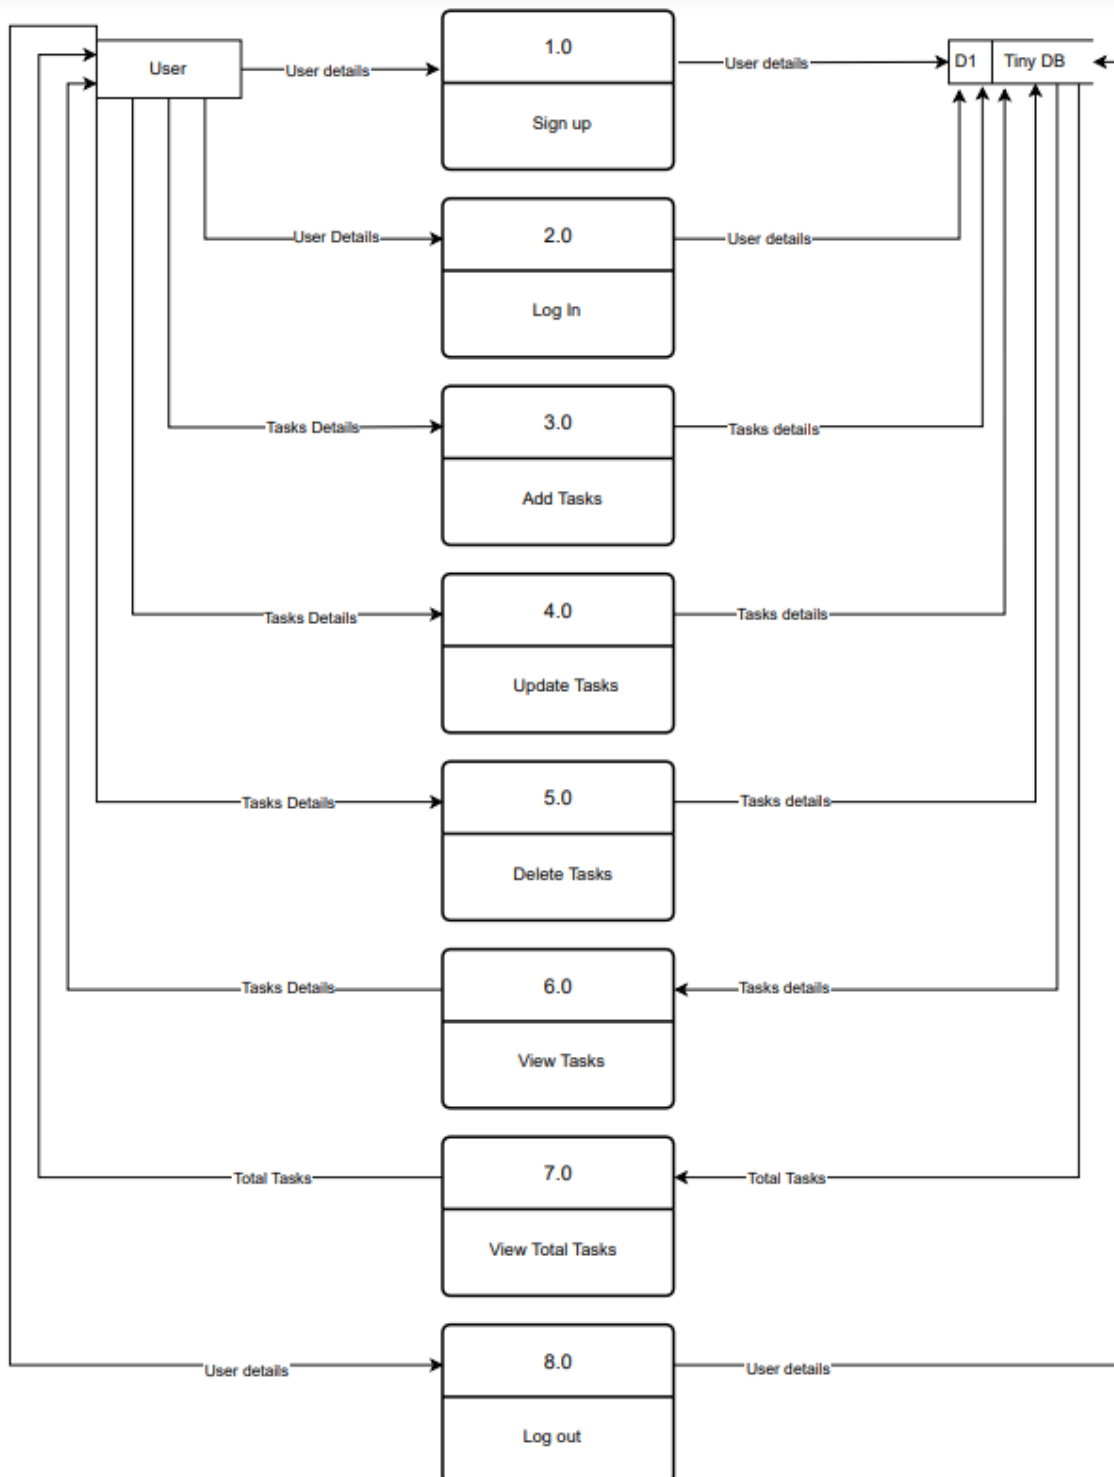 1.0
User
User details
User details
D1
Tiny DB
Sign up
2.0
User Details
User details
Log In
3.0
Tasks Details
Tasks details
Add Tasks
4.0
Tasks Details
Tasks details
Update Tasks
5.0
Tasks Details
Tasks details
Delete Tasks
6.0
Tasks Details
Tasks details
View Tasks
7.0
Total Tasks
Total Tasks
View Total Tasks
8.0
User details
User details
Log out